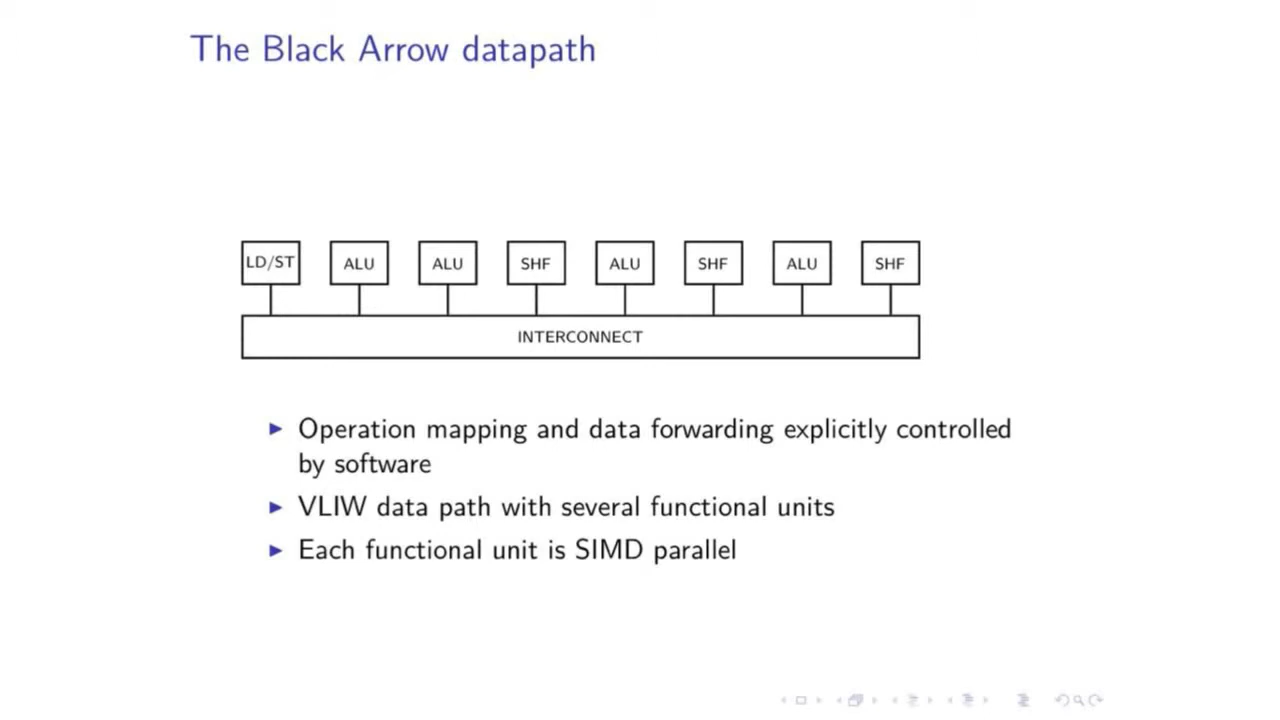 The Black Arrow datapath
LD/ST ALU ALU SHF ALU SHF ALU SHF
INTERCONNECT
Operation mapping and data forwarding explicitly controlled
by software
VLIW data path with several functional units
Each functional unit is SIMD parallel